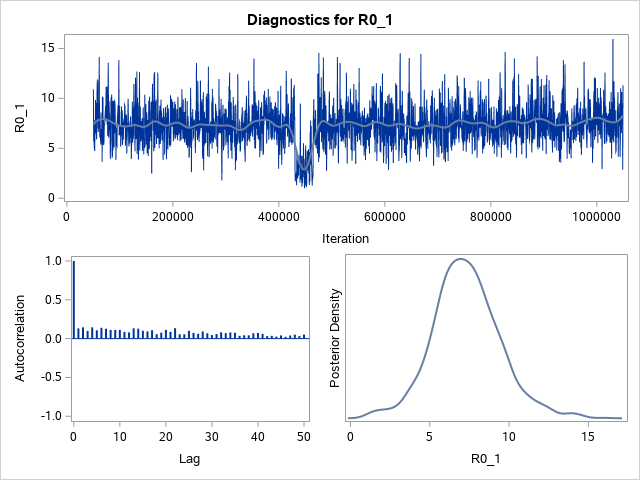 Diagnostics for R0_1
R0_1
15
10
5
0
0 200000 400000 600000 800000 1000000
Iteration
Autocorrelation
1.0
0.5
0.0
-0.5
-1.0
0 10 20 30 40 50
Lag
Posterior Density
0 5 10 15
R0_1